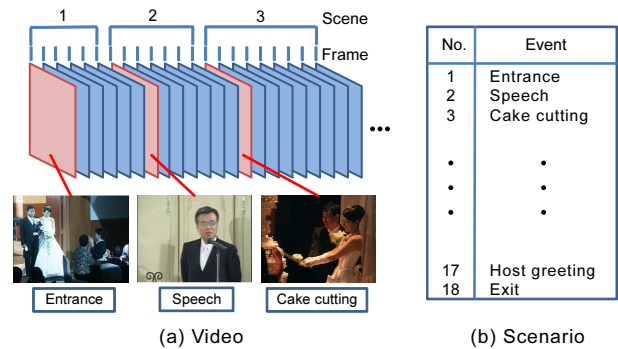 1 2 3 Scene
Frame
...
Entrance Speech Cake cutting
(a) Video
No. Event
1 Entrance
2 Speech
3 Cake cutting
17 Host greeting
18 Exit
(b) Scenario